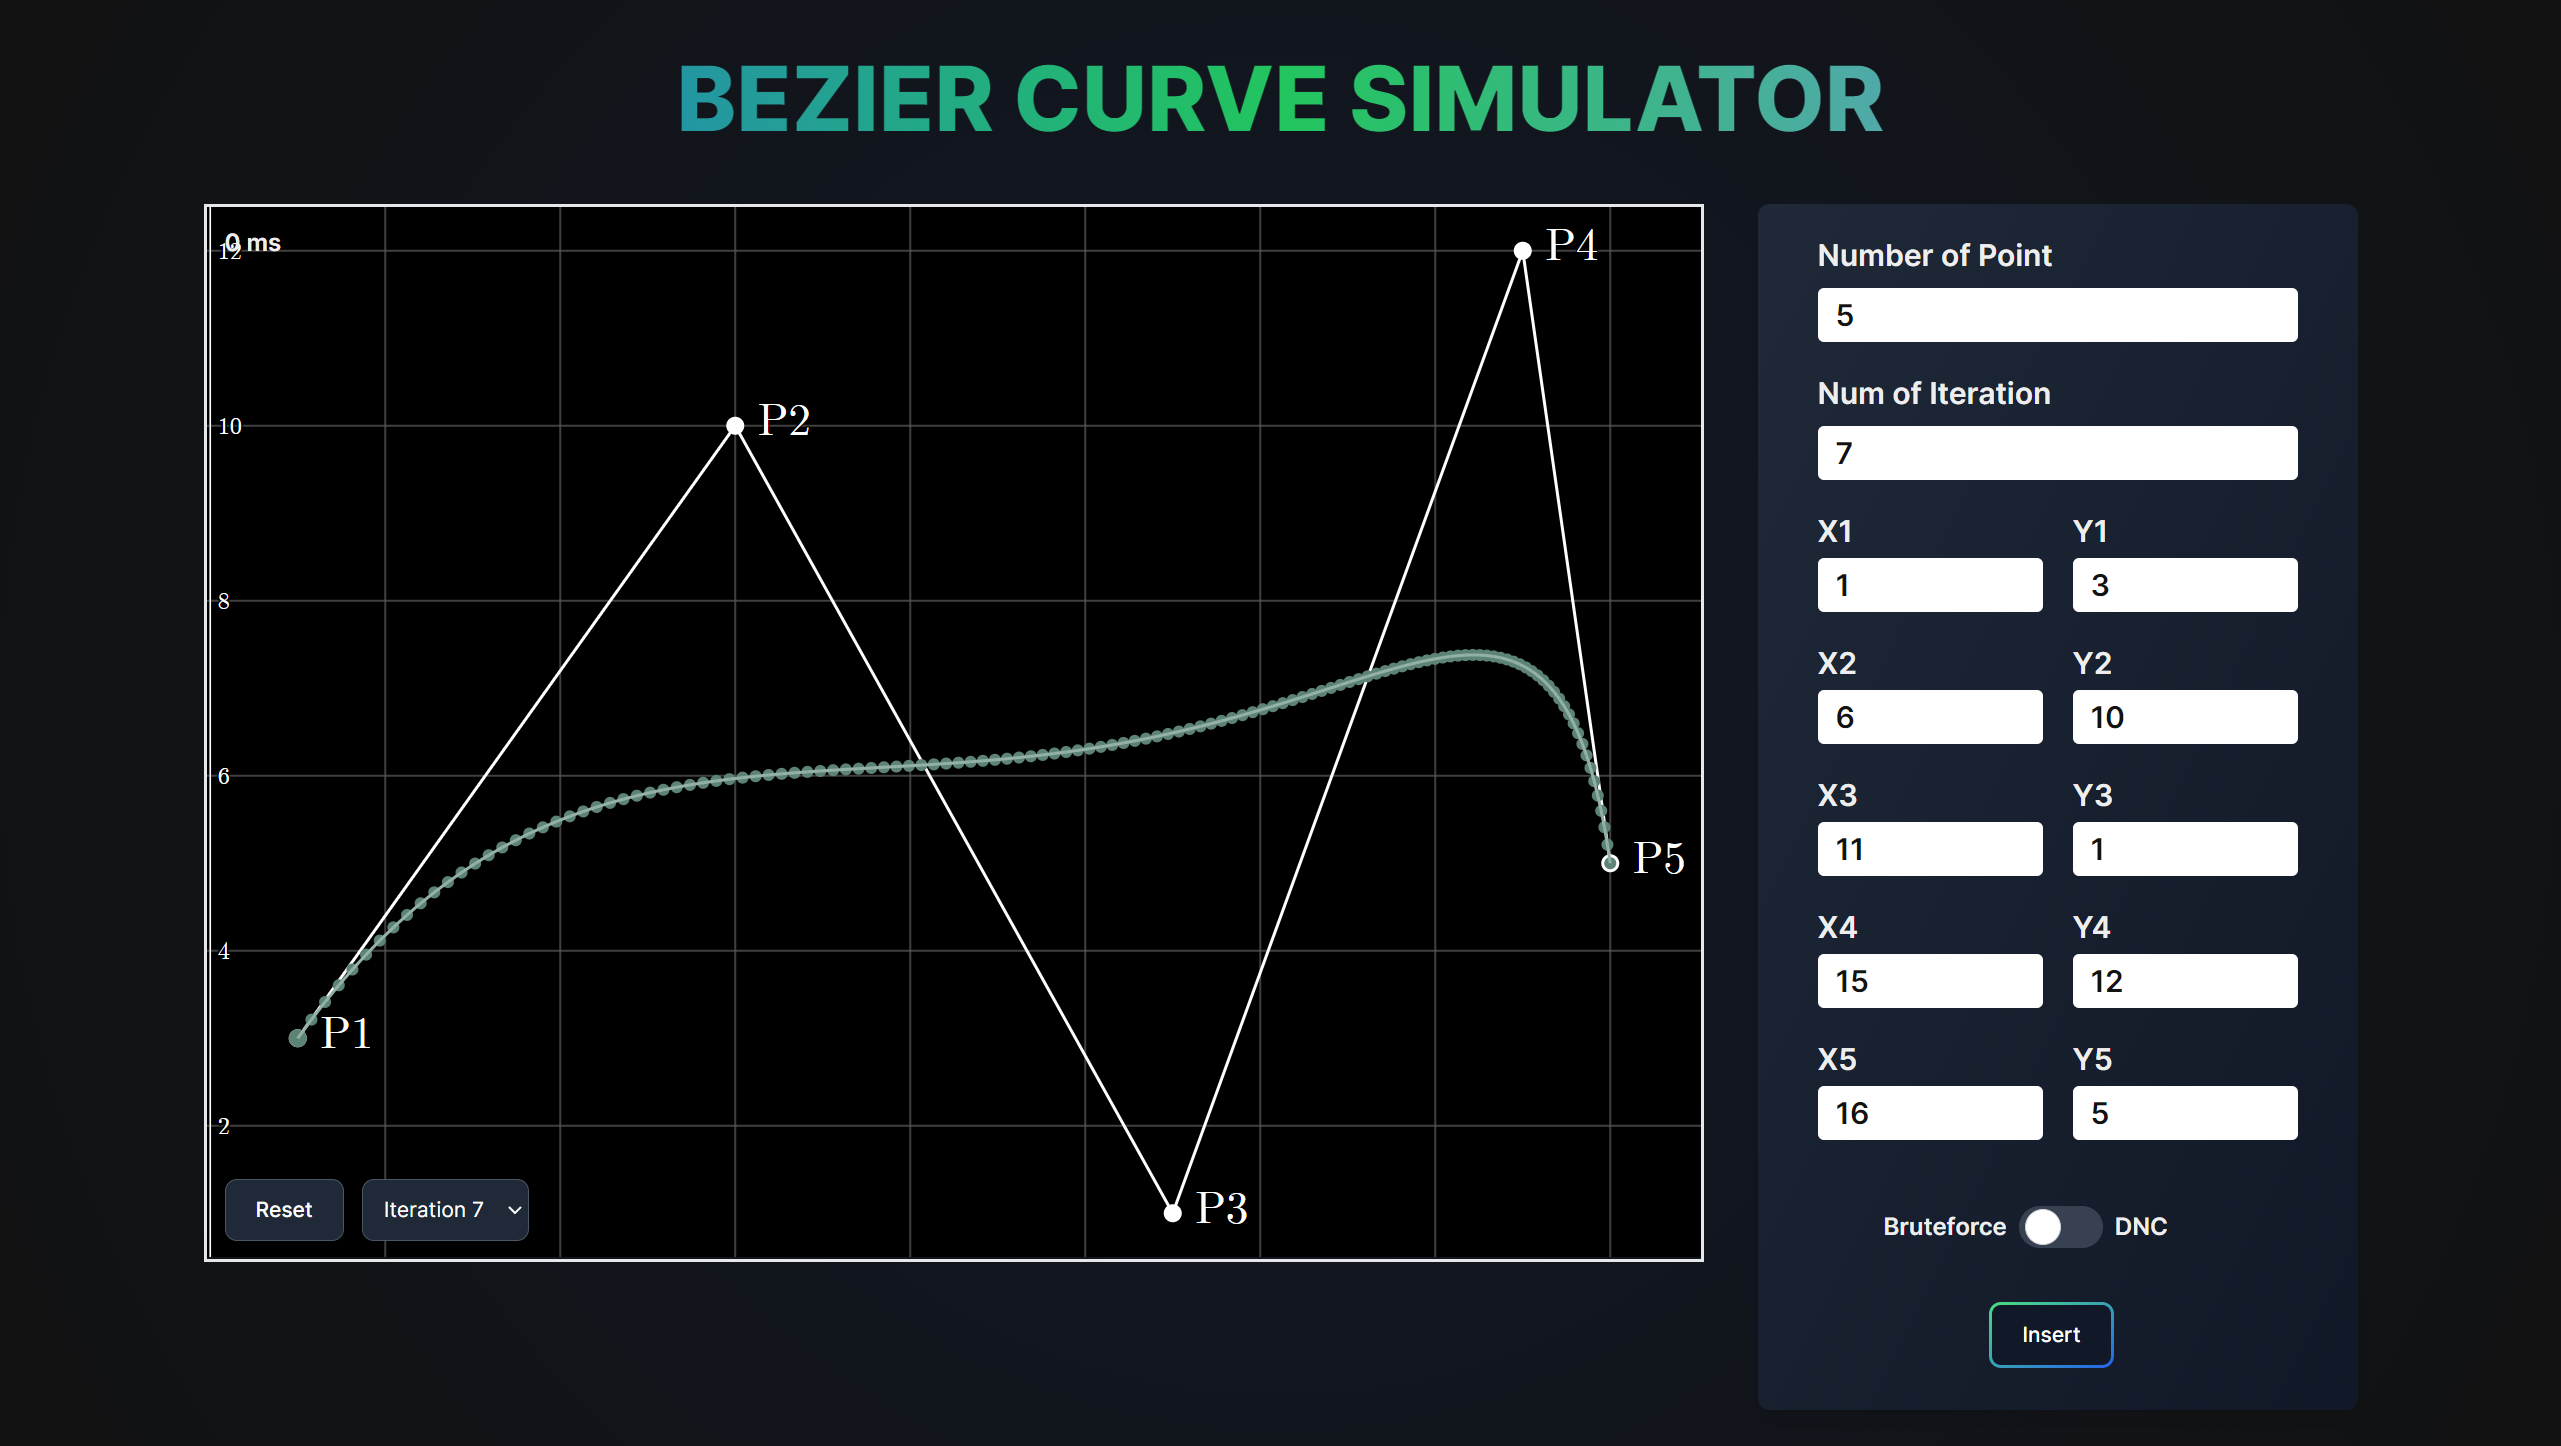 BEZIER CURVE SIMULATOR
0 ms
12
P4
P2
10
8
6
P5
4
P1
2
P3
Reset
Iteration 7
Number of Point
5
Num of Iteration
7
X1 Y1
1 3
X2 Y2
6 10
X3 Y3
11 1
X4 Y4
15 12
X5 Y5
16 5
Bruteforce DNC
Insert